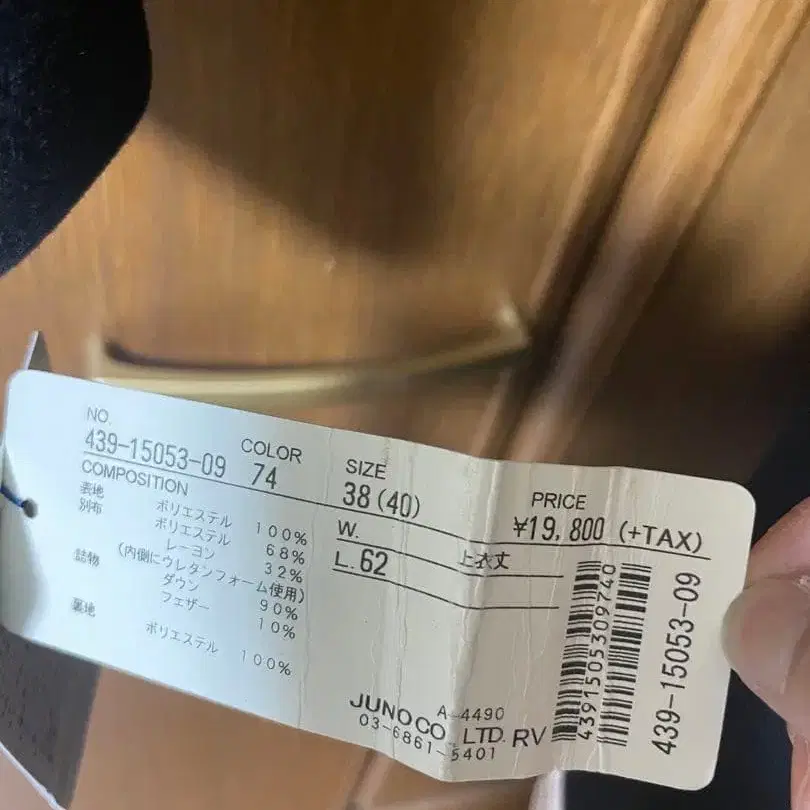 NO.
439-15053-09
COLOR
74
SIZE
38(40)
PRICE
¥19,800 (+TAX)
COMPOSITION
表地 ポリエステル 100%
別布 ポリエステル 68%
レーヨン 32%
(内側にウレタンフォーム使用)
詰物 ダウン 90%
フェザー 10%
裏地 ポリエステル 100%
W.
L. 62 上衣丈
A-4490
JUNO CO., LTD. RV
03-6861-5401
4391505309740
439-15053-09